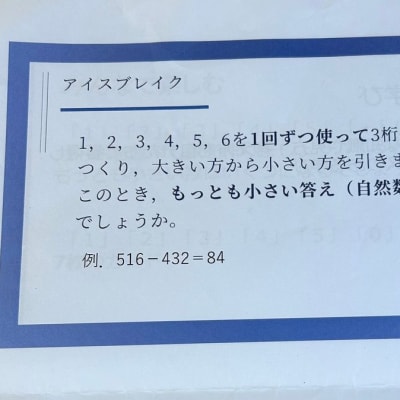 アイスブレイク
1，2，3，4，5，6を1回ずつ使って3桁
つくり，大きい方から小さい方を引きま
このとき，もっとも小さい答え（自然数
でしょうか。
例．516－432＝84